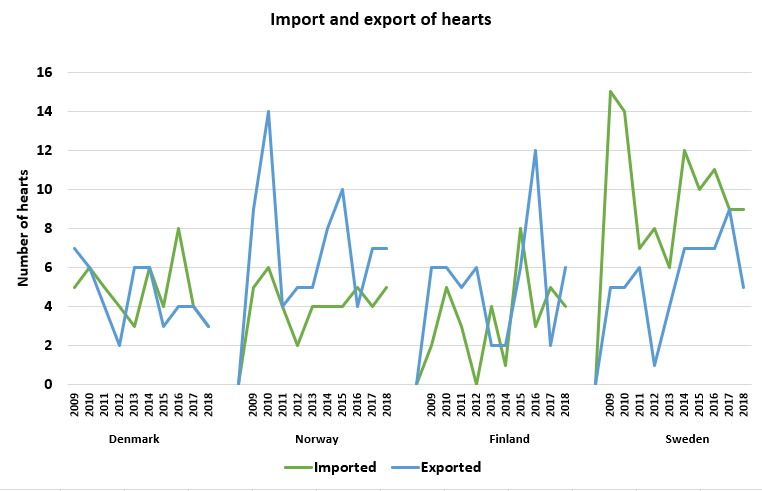 Import and export of hearts
16
14
12
10
8
6
4
2
0
Number of hearts
2009 2010 2011 2012 2013 2014 2015 2016 2017 2018 2009 2010 2011 2012 2013 2014 2015 2016 2017 2018 2009 2010 2011 2012 2013 2014 2015 2016 2017 2018 2009 2010 2011 2012 2013 2014 2015 2016 2017 2018
Denmark Norway Finland Sweden
Imported Exported